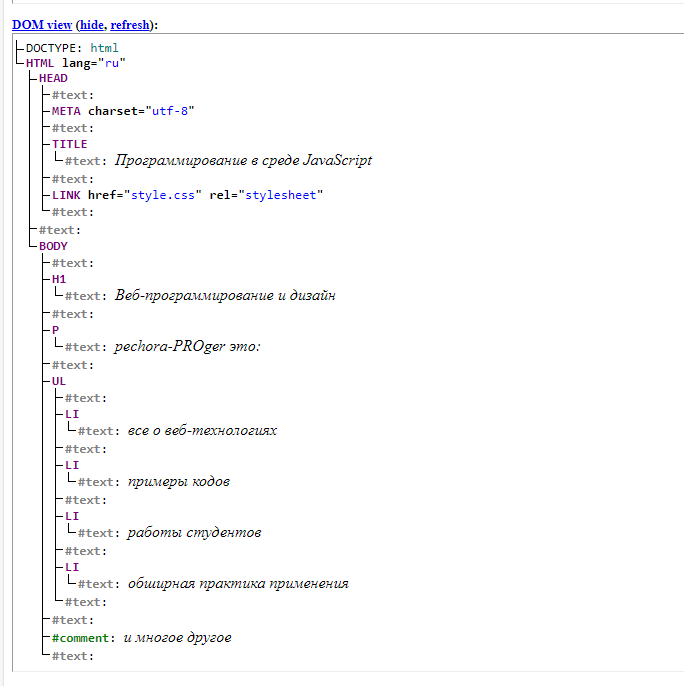 DOM view (hide, refresh):
DOCTYPE: html
HTML lang="ru"
HEAD
#text:
META charset="utf-8"
#text:
TITLE
#text: Программирование в среде JavaScript
#text:
LINK href="style.css" rel="stylesheet"
#text:
#text:
BODY
#text:
H1
#text: Веб-программирование и дизайн
#text:
P
#text: pechora-PROger это:
#text:
UL
#text:
LI
#text: все о веб-технологиях
#text:
LI
#text: примеры кодов
#text:
LI
#text: работы студентов
#text:
LI
#text: обширная практика применения
#text:
#text:
#comment: и многое другое
#text: